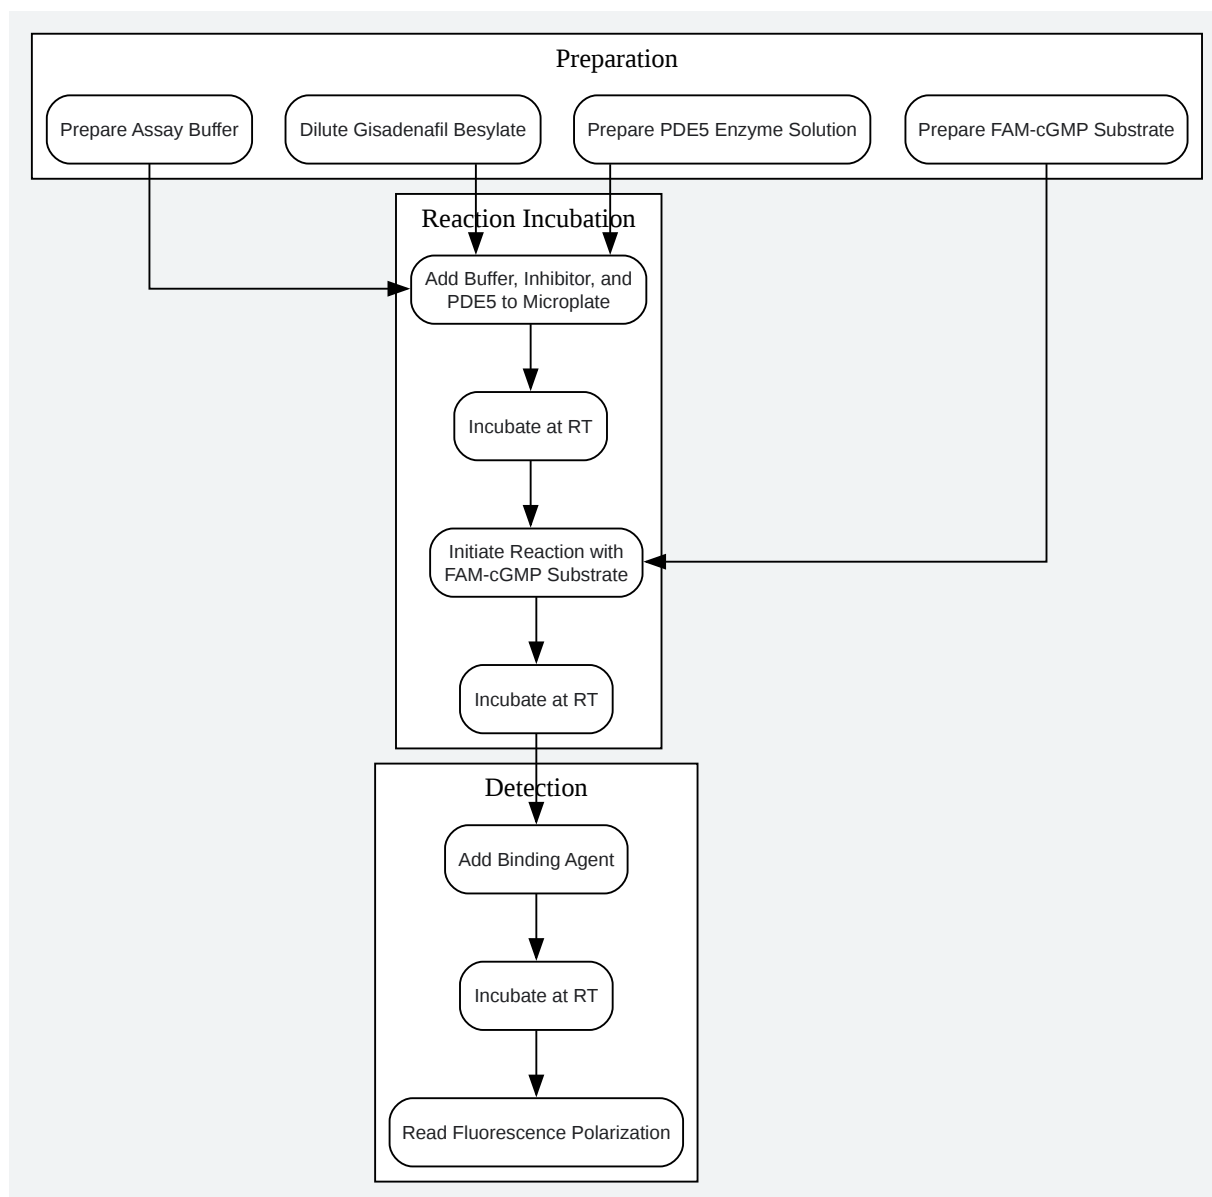 Preparation
Prepare Assay Buffer
Dilute Gisadenafil Besylate
Prepare PDE5 Enzyme Solution
Prepare FAM-cGMP Substrate
Reaction Incubation
Add Buffer, Inhibitor, and
PDE5 to Microplate
Incubate at RT
Initiate Reaction with
FAM-cGMP Substrate
Incubate at RT
Detection
Add Binding Agent
Incubate at RT
Read Fluorescence Polarization